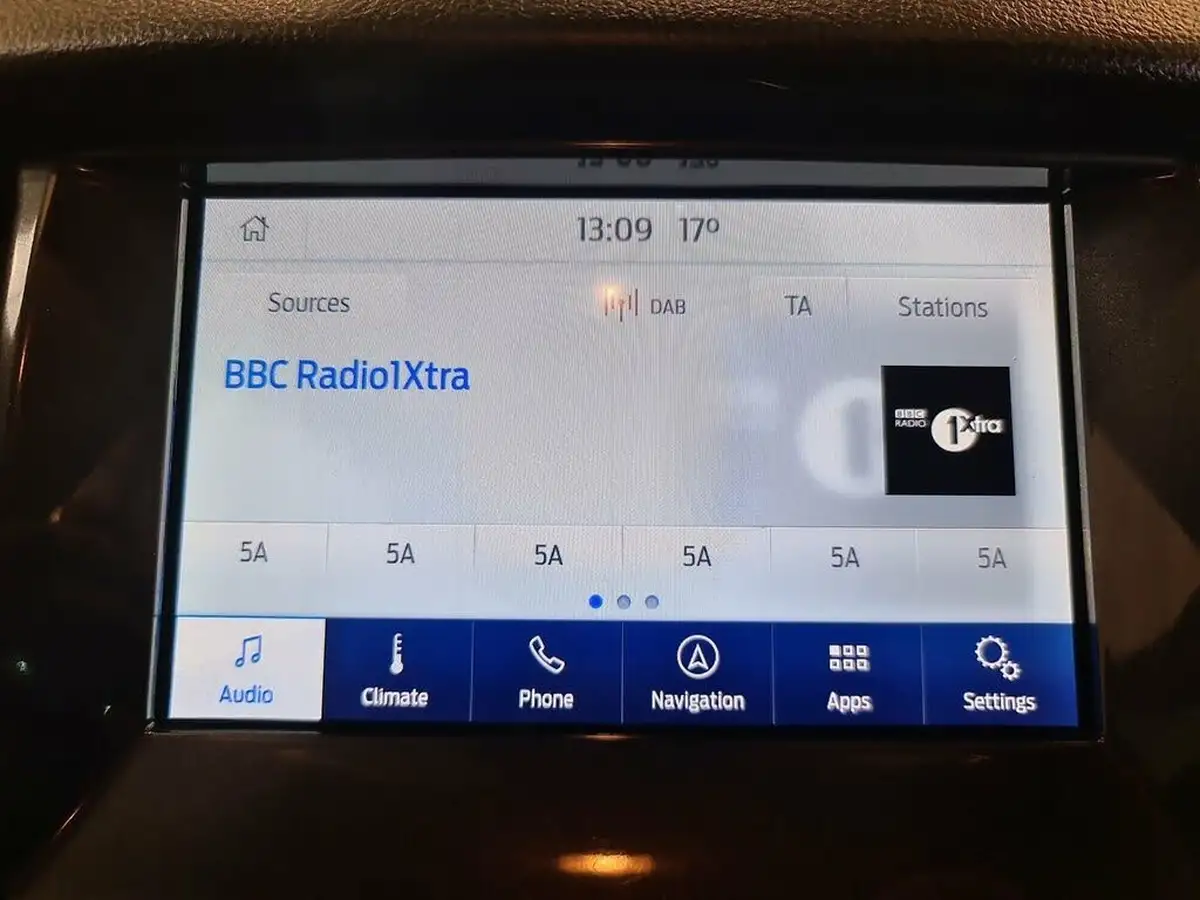 13:09 17º
Sources DAB TA Stations
BBC Radio1Xtra
BBC
RADIO 1Xtra
5A 5A 5A 5A 5A 5A
Audio Climate Phone Navigation Apps Settings